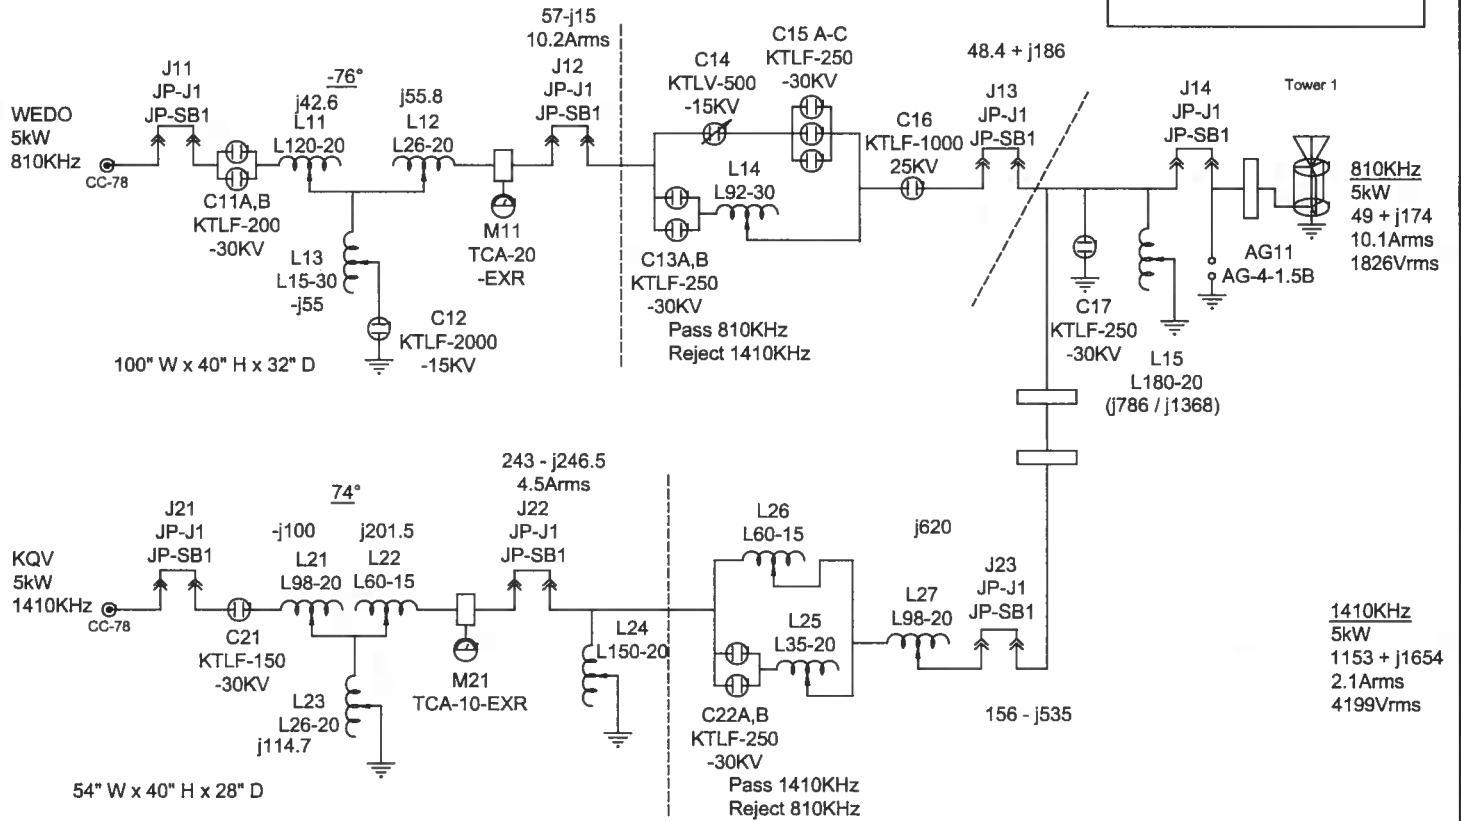 WEDO
5kW
810KHz
CC-78
J11
JP-J1
JP-SB1
C11A,B
KTLF-200
-30KV
-76°
j42.6
L11
L120-20
j55.8
L12
L26-20
L13
L15-30
-j55
C12
KTLF-2000
-15KV
M11
TCA-20
-EXR
57-j15
10.2Arms
J12
JP-J1
JP-SB1
C14
KTLV-500
-15KV
C15 A-C
KTLF-250
-30KV
L14
L92-30
C13A,B
KTLF-250
-30KV
Pass 810KHz
Reject 1410KHz
C16
KTLF-1000
25KV
48.4 + j186
J13
JP-J1
JP-SB1
J14
JP-J1
JP-SB1
Tower 1
810KHz
5kW
49 + j174
10.1Arms
1826Vrms
AG11
AG-4-1.5B
C17
KTLF-250
-30KV
L15
L180-20
(j786 / j1368)
100" W x 40" H x 32" D
KQV
5kW
1410KHz
CC-78
J21
JP-J1
JP-SB1
C21
KTLF-150
-30KV
74°
-j100
L21
L98-20
j201.5
L22
L60-15
L23
L26-20
j114.7
M21
TCA-10-EXR
243 - j246.5
4.5Arms
J22
JP-J1
JP-SB1
L24
L150-20
L26
L60-15
L25
L35-20
C22A,B
KTLF-250
-30KV
Pass 1410KHz
Reject 810KHz
j620
L27
L98-20
J23
JP-J1
JP-SB1
156 - j535
1410KHz
5kW
1153 + j1654
2.1Arms
4199Vrms
54" W x 40" H x 28" D